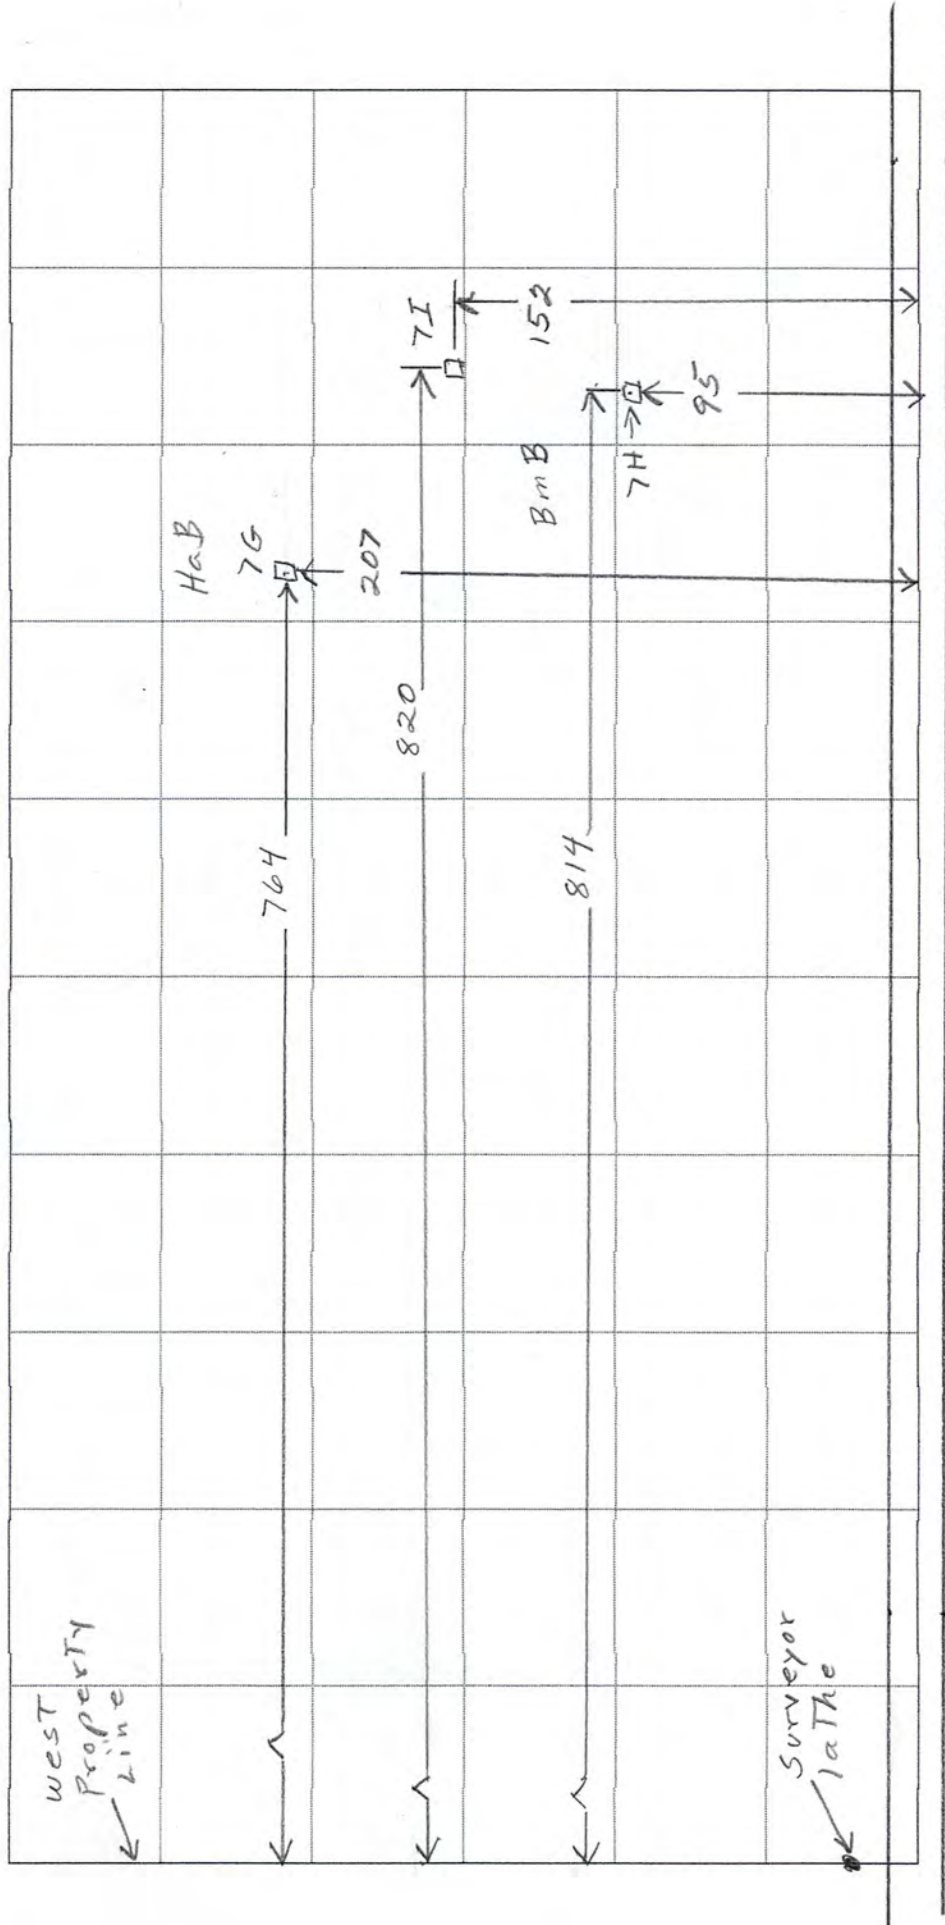 WesT
ProperTy
Line
HaB
7G
764
207
820
7I
152
BmB
814
7H
95
Surveyor
laThe